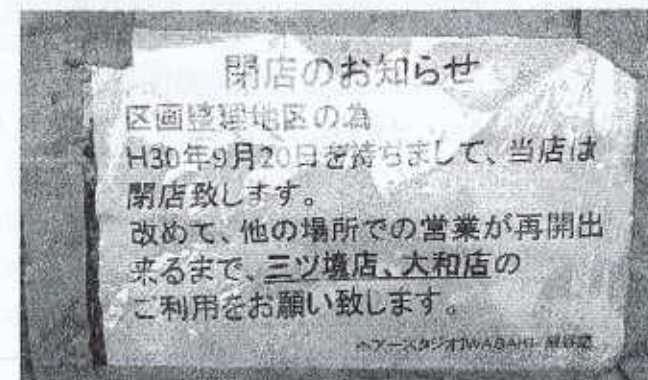 閉店のお知らせ
区画整理地区の為
H30年9月20日を持ちまして、当店は
閉店致します。
改めて、他の場所での営業が再開出
来るまで、三ツ境店、大和店の
ご利用をお願い致します。
ヘアースタジオIWASAKI